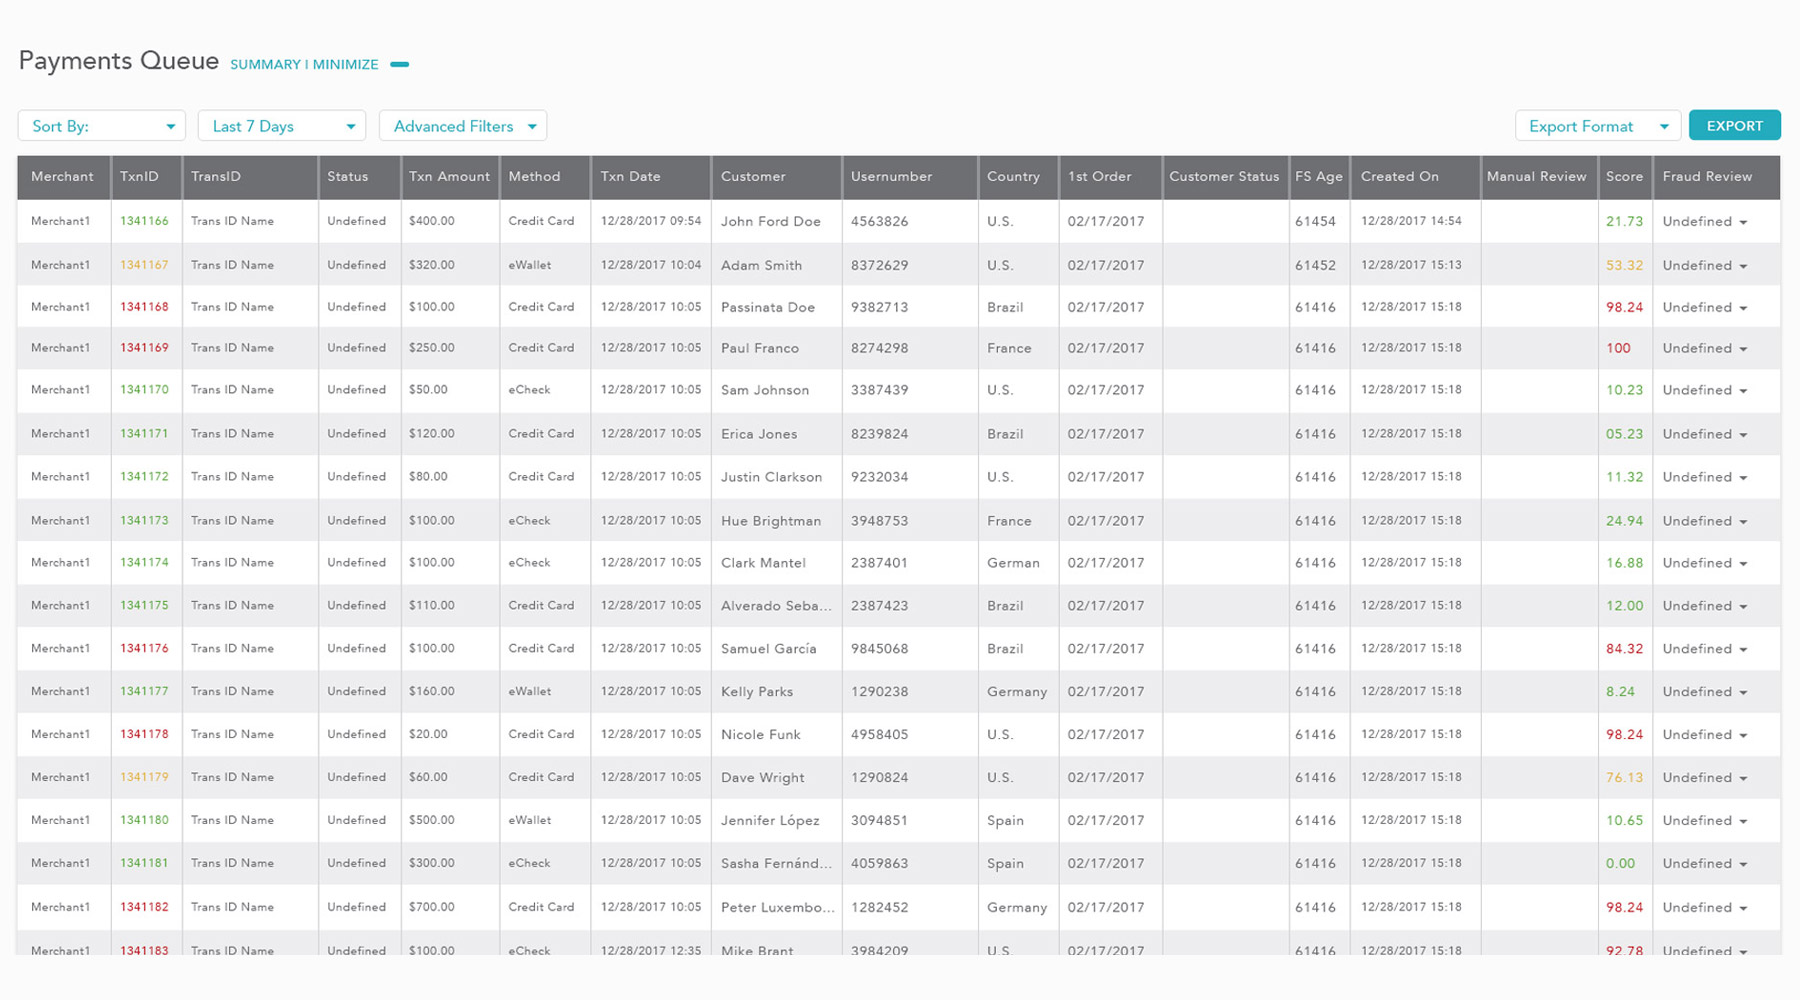 Payments Queue SUMMARY | MINIMIZE
Sort By: Last 7 Days Advanced Filters Export Format EXPORT
Merchant TxnID TransID Status Txn Amount Method Txn Date Customer Usernumber Country 1st Order Customer Status FS Age Created On Manual Review Score Fraud Review
Merchant1 1341166 Trans ID Name Undefined $400.00 Credit Card 12/28/2017 09:54 John Ford Doe 4563826 U.S. 02/17/2017 61454 12/28/2017 14:54 21.73 Undefined
Merchant1 1341167 Trans ID Name Undefined $320.00 eWallet 12/28/2017 10:04 Adam Smith 8372629 U.S. 02/17/2017 61452 12/28/2017 15:13 53.32 Undefined
Merchant1 1341168 Trans ID Name Undefined $100.00 Credit Card 12/28/2017 10:05 Passinata Doe 9382713 Brazil 02/17/2017 61416 12/28/2017 15:18 98.24 Undefined
Merchant1 1341169 Trans ID Name Undefined $250.00 Credit Card 12/28/2017 10:05 Paul Franco 8274298 France 02/17/2017 61416 12/28/2017 15:18 100 Undefined
Merchant1 1341170 Trans ID Name Undefined $50.00 eCheck 12/28/2017 10:05 Sam Johnson 3387439 U.S. 02/17/2017 61416 12/28/2017 15:18 10.23 Undefined
Merchant1 1341171 Trans ID Name Undefined $120.00 Credit Card 12/28/2017 10:05 Erica Jones 8239824 Brazil 02/17/2017 61416 12/28/2017 15:18 05.23 Undefined
Merchant1 1341172 Trans ID Name Undefined $80.00 Credit Card 12/28/2017 10:05 Justin Clarkson 9232034 U.S. 02/17/2017 61416 12/28/2017 15:18 11.32 Undefined
Merchant1 1341173 Trans ID Name Undefined $100.00 eCheck 12/28/2017 10:05 Hue Brightman 3948753 France 02/17/2017 61416 12/28/2017 15:18 24.94 Undefined
Merchant1 1341174 Trans ID Name Undefined $100.00 eCheck 12/28/2017 10:05 Clark Mantel 2387401 German 02/17/2017 61416 12/28/2017 15:18 16.88 Undefined
Merchant1 1341175 Trans ID Name Undefined $110.00 Credit Card 12/28/2017 10:05 Alverado Seba... 2387423 Brazil 02/17/2017 61416 12/28/2017 15:18 12.00 Undefined
Merchant1 1341176 Trans ID Name Undefined $100.00 Credit Card 12/28/2017 10:05 Samuel García 9845068 Brazil 02/17/2017 61416 12/28/2017 15:18 84.32 Undefined
Merchant1 1341177 Trans ID Name Undefined $160.00 eWallet 12/28/2017 10:05 Kelly Parks 1290238 Germany 02/17/2017 61416 12/28/2017 15:18 8.24 Undefined
Merchant1 1341178 Trans ID Name Undefined $20.00 Credit Card 12/28/2017 10:05 Nicole Funk 4958405 U.S. 02/17/2017 61416 12/28/2017 15:18 98.24 Undefined
Merchant1 1341179 Trans ID Name Undefined $60.00 Credit Card 12/28/2017 10:05 Dave Wright 1290824 U.S. 02/17/2017 61416 12/28/2017 15:18 76.13 Undefined
Merchant1 1341180 Trans ID Name Undefined $500.00 eWallet 12/28/2017 10:05 Jennifer López 3094851 Spain 02/17/2017 61416 12/28/2017 15:18 10.65 Undefined
Merchant1 1341181 Trans ID Name Undefined $300.00 eCheck 12/28/2017 10:05 Sasha Fernánd... 4059863 Spain 02/17/2017 61416 12/28/2017 15:18 0.00 Undefined
Merchant1 1341182 Trans ID Name Undefined $700.00 Credit Card 12/28/2017 10:05 Peter Luxembo... 1282452 Germany 02/17/2017 61416 12/28/2017 15:18 98.24 Undefined
Merchant1 1341183 Trans ID Name Undefined $100.00 eCheck 12/28/2017 12:35 Mike Brant 3984209 U.S. 02/17/2017 61416 12/28/2017 15:18 92.78 Undefined